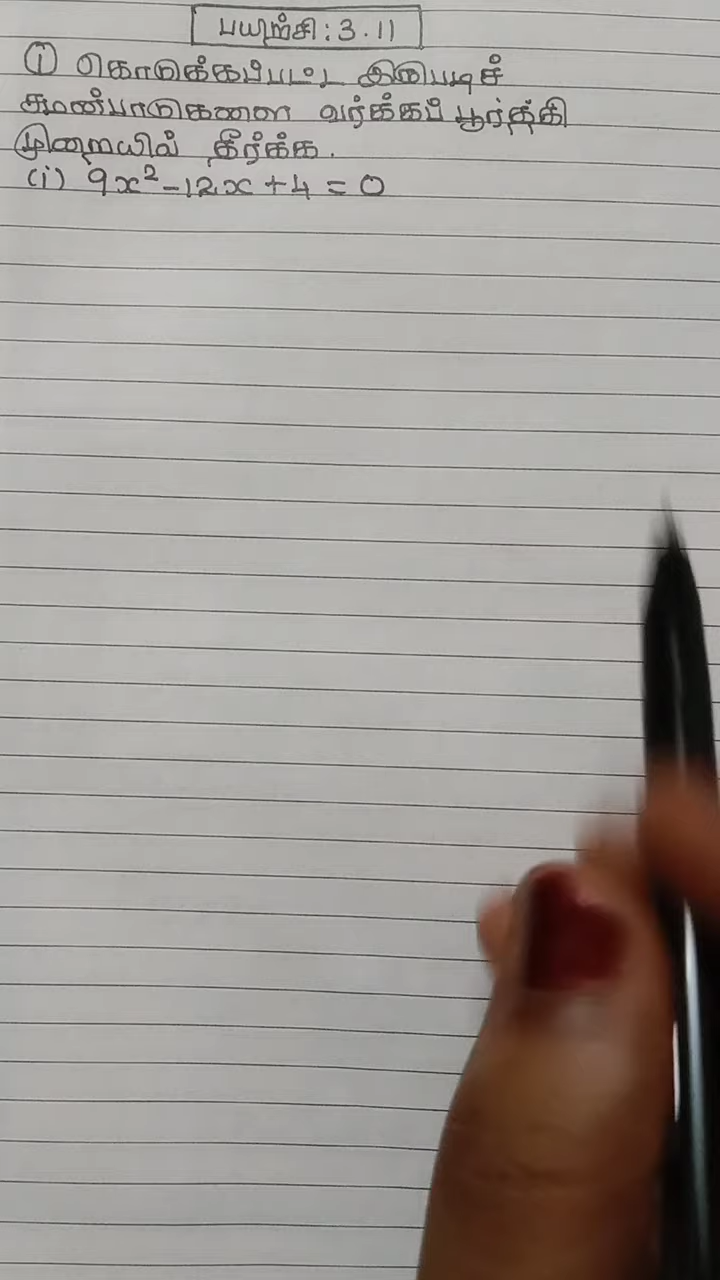 பயிற்சி : 3.11
① கொடுக்கப்பட்ட இருபடிச்
சமன்பாடுகளை வர்க்கப் பூர்த்தி
முறையில் தீர்க்க.
(i) 9x² - 12x + 4 = 0